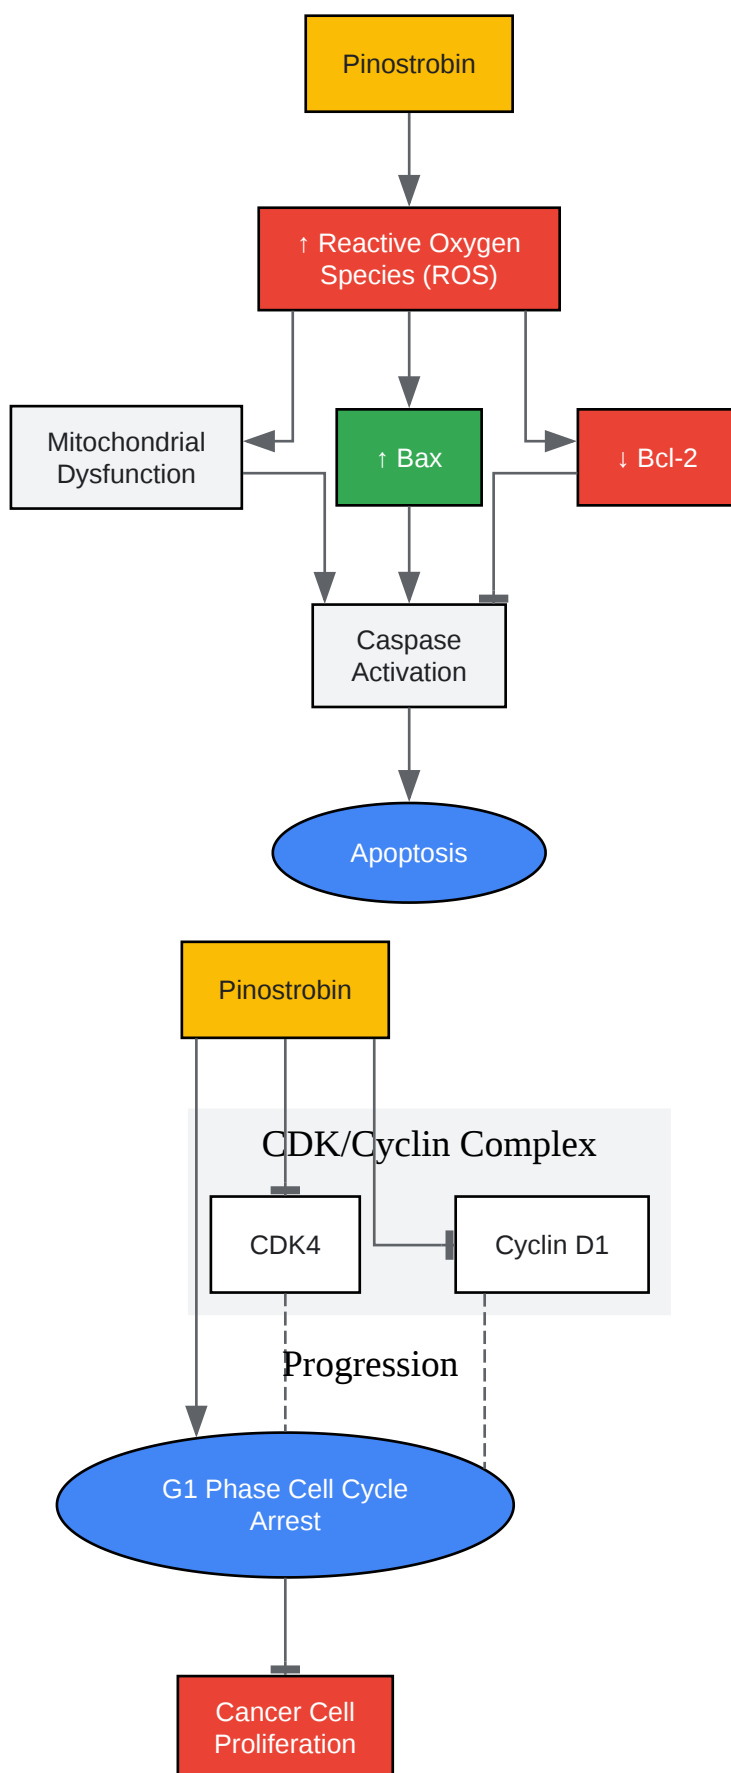 Pinostrobin
↑ Reactive Oxygen
Species (ROS)
Mitochondrial
Dysfunction
↑ Bax
↓ Bcl-2
Caspase
Activation
Apoptosis
Pinostrobin
CDK/Cyclin Complex
CDK4
Cyclin D1
Progression
G1 Phase Cell Cycle
Arrest
Cancer Cell
Proliferation